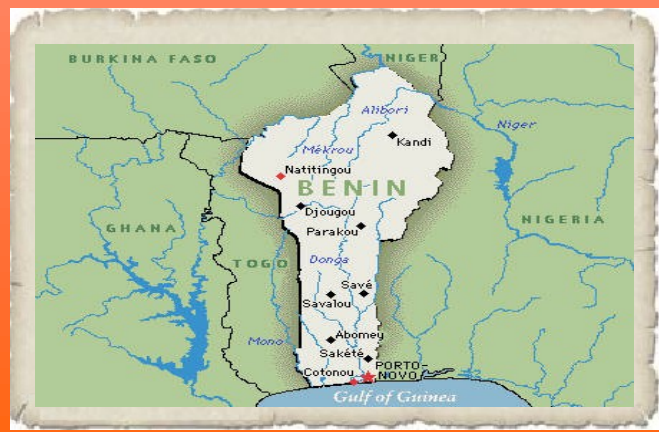 BURKINA FASO
NIGER
Alibori
Niger
Kandi
Mékrou
Natitingou
BENIN
Djougou
GHANA
Parakou
NIGERIA
TOGO
Donga
Savé
Savalou
Mono
Abomey
Sakété
PORTO-
NOVO
Cotonou
Gulf of Guinea